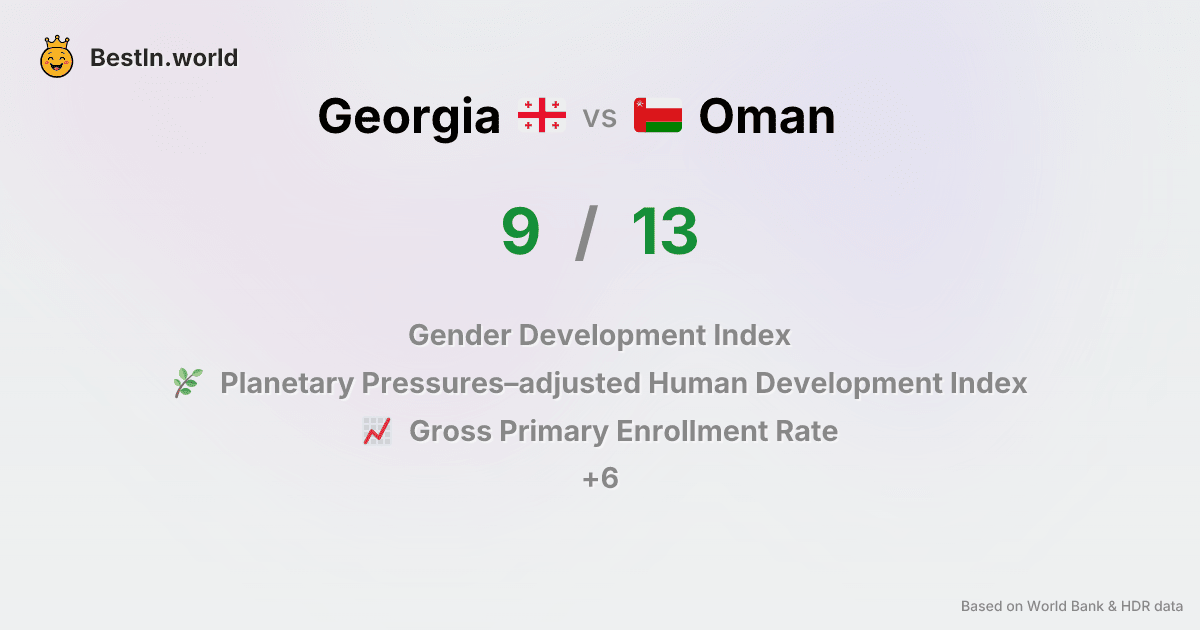 BestIn.world
Georgia vs Oman
9 / 13
Gender Development Index
Planetary Pressures–adjusted Human Development Index
Gross Primary Enrollment Rate
+6
Based on World Bank & HDR data